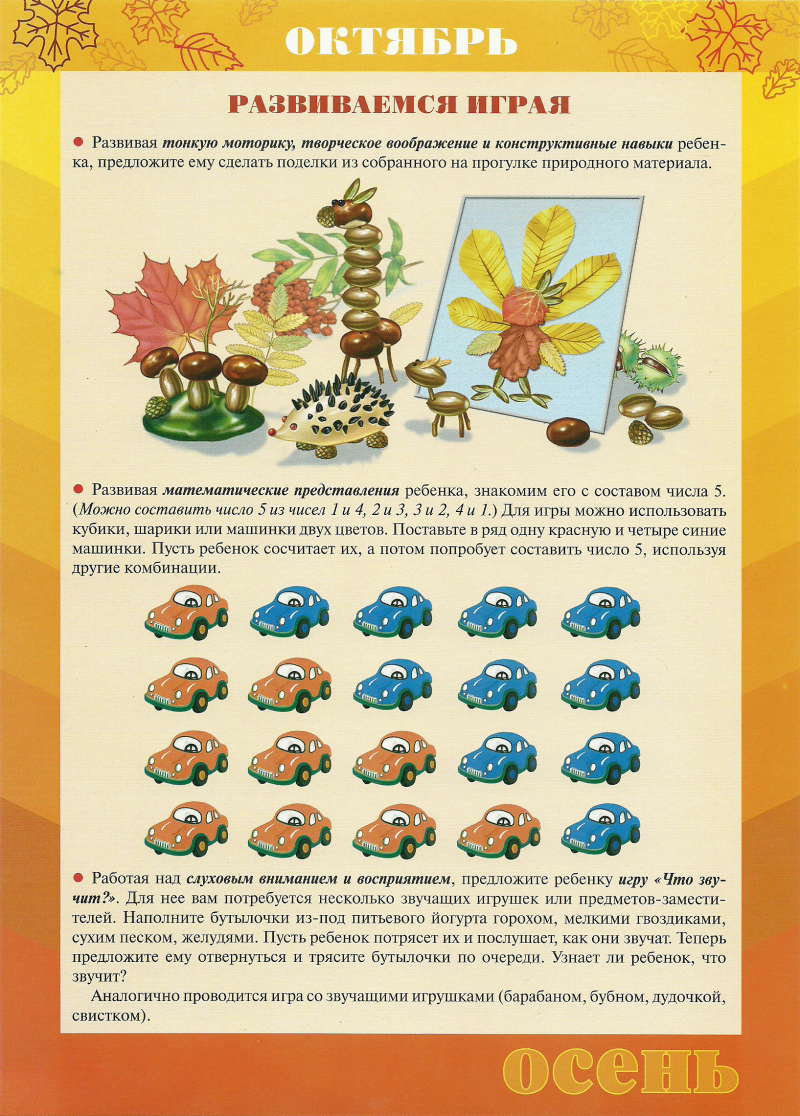 ОКТЯБРЬ
РАЗВИВАЕМСЯ ИГРАЯ
● Развивая тонкую моторику, творческое воображение и конструктивные навыки ребен-
ка, предложите ему сделать поделки из собранного на прогулке природного материала.
● Развивая математические представления ребенка, знакомим его с составом числа 5.
(Можно составить число 5 из чисел 1 и 4, 2 и 3, 3 и 2, 4 и 1.) Для игры можно использовать
кубики, шарики или машинки двух цветов. Поставьте в ряд одну красную и четыре синие
машинки. Пусть ребенок сосчитает их, а потом попробует составить число 5, используя
другие комбинации.
● Работая над слуховым вниманием и восприятием, предложите ребенку игру «Что зву-
чит?». Для нее вам потребуется несколько звучащих игрушек или предметов-замести-
телей. Наполните бутылочки из-под питьевого йогурта горохом, мелкими гвоздиками,
сухим песком, желудями. Пусть ребенок потрясет их и послушает, как они звучат. Теперь
предложите ему отвернуться и трясите бутылочки по очереди. Узнает ли ребенок, что
звучит?
Аналогично проводится игра со звучащими игрушками (барабаном, бубном, дудочкой,
свистком).
осень